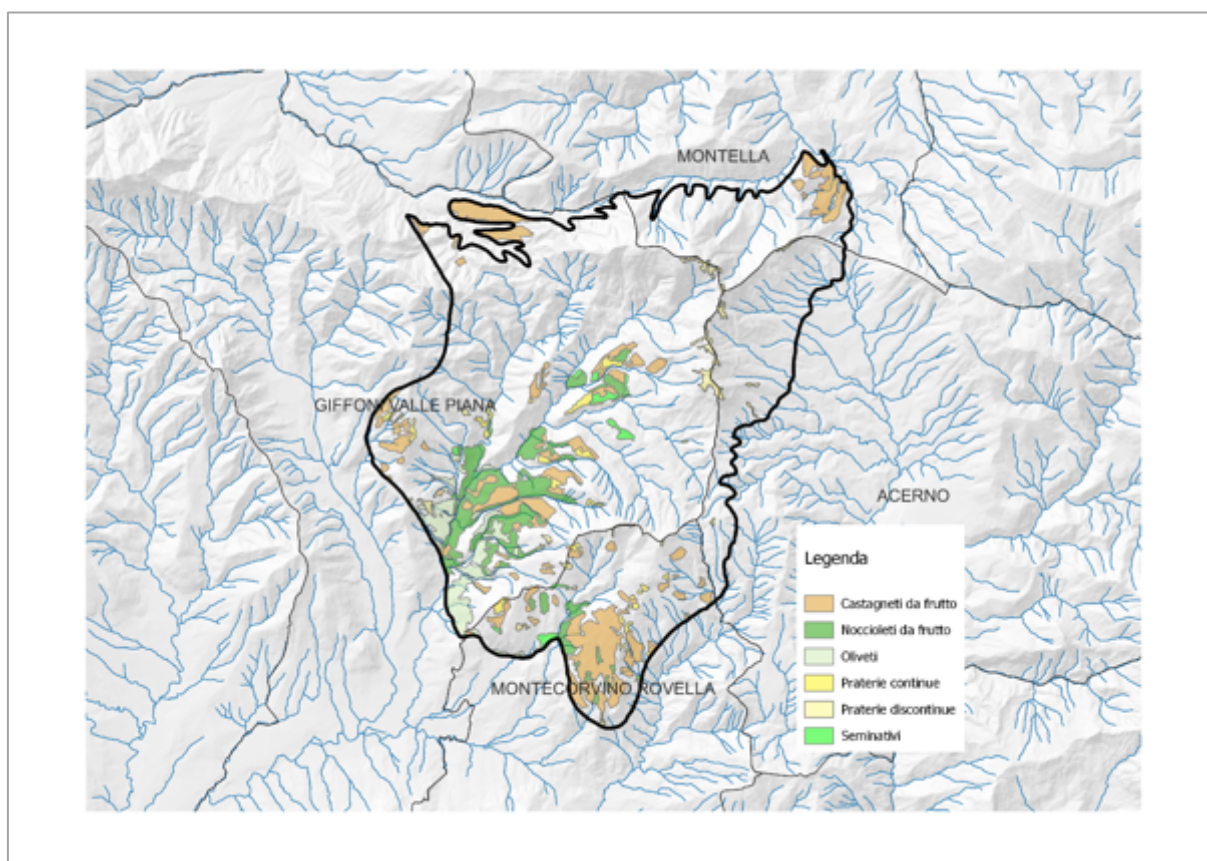 MONTELLA
GIFFONI VALLE PIANA
ACERNO
Legenda
Castagneti da frutto
Noccioleti da frutto
Oliveti
Praterie continue
Praterie discontinue
Seminativi
MONTECORVINO ROVELLA